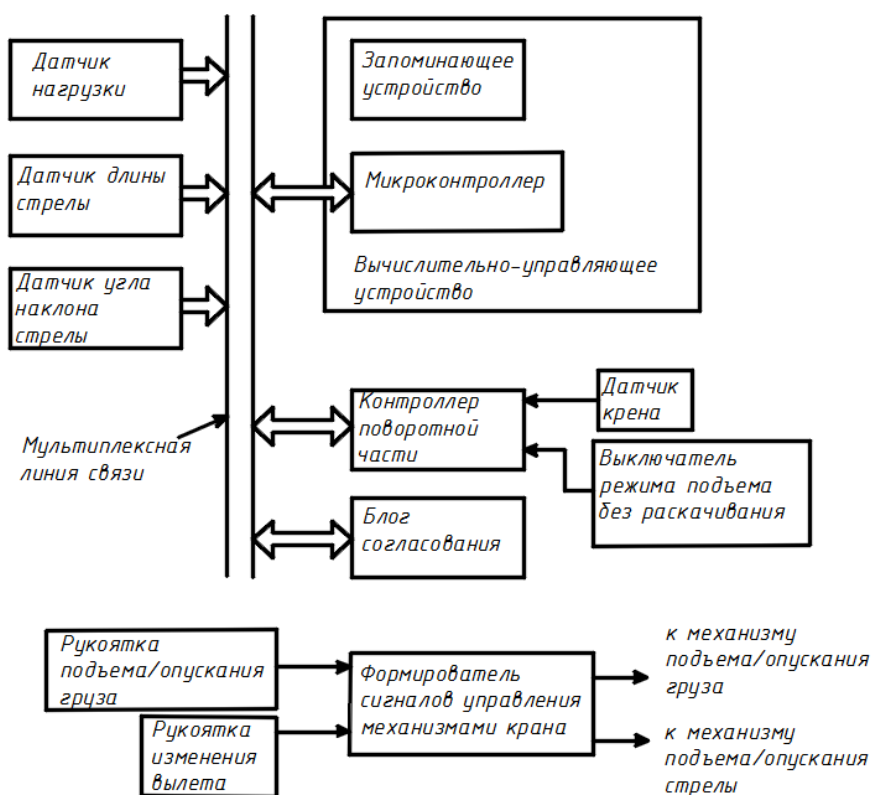 Датчик
нагрузки
Запоминающее
устройство
Датчик длины
стрелы
Микроконтроллер
Вычислительно-управляющее
устройство
Датчик угла
наклона
стрелы
Мультиплексная
линия связи
Контроллер
поворотной
части
Датчик
крена
Выключатель
режима подъема
без раскачивания
Блог
согласования
Рукоятка
подъема/опускания
груза
Рукоятка
изменения
вылета
Формирователь
сигналов управления
механизмами крана
к механизму
подъема/опускания
груза
к механизму
подъема/опускания
стрелы